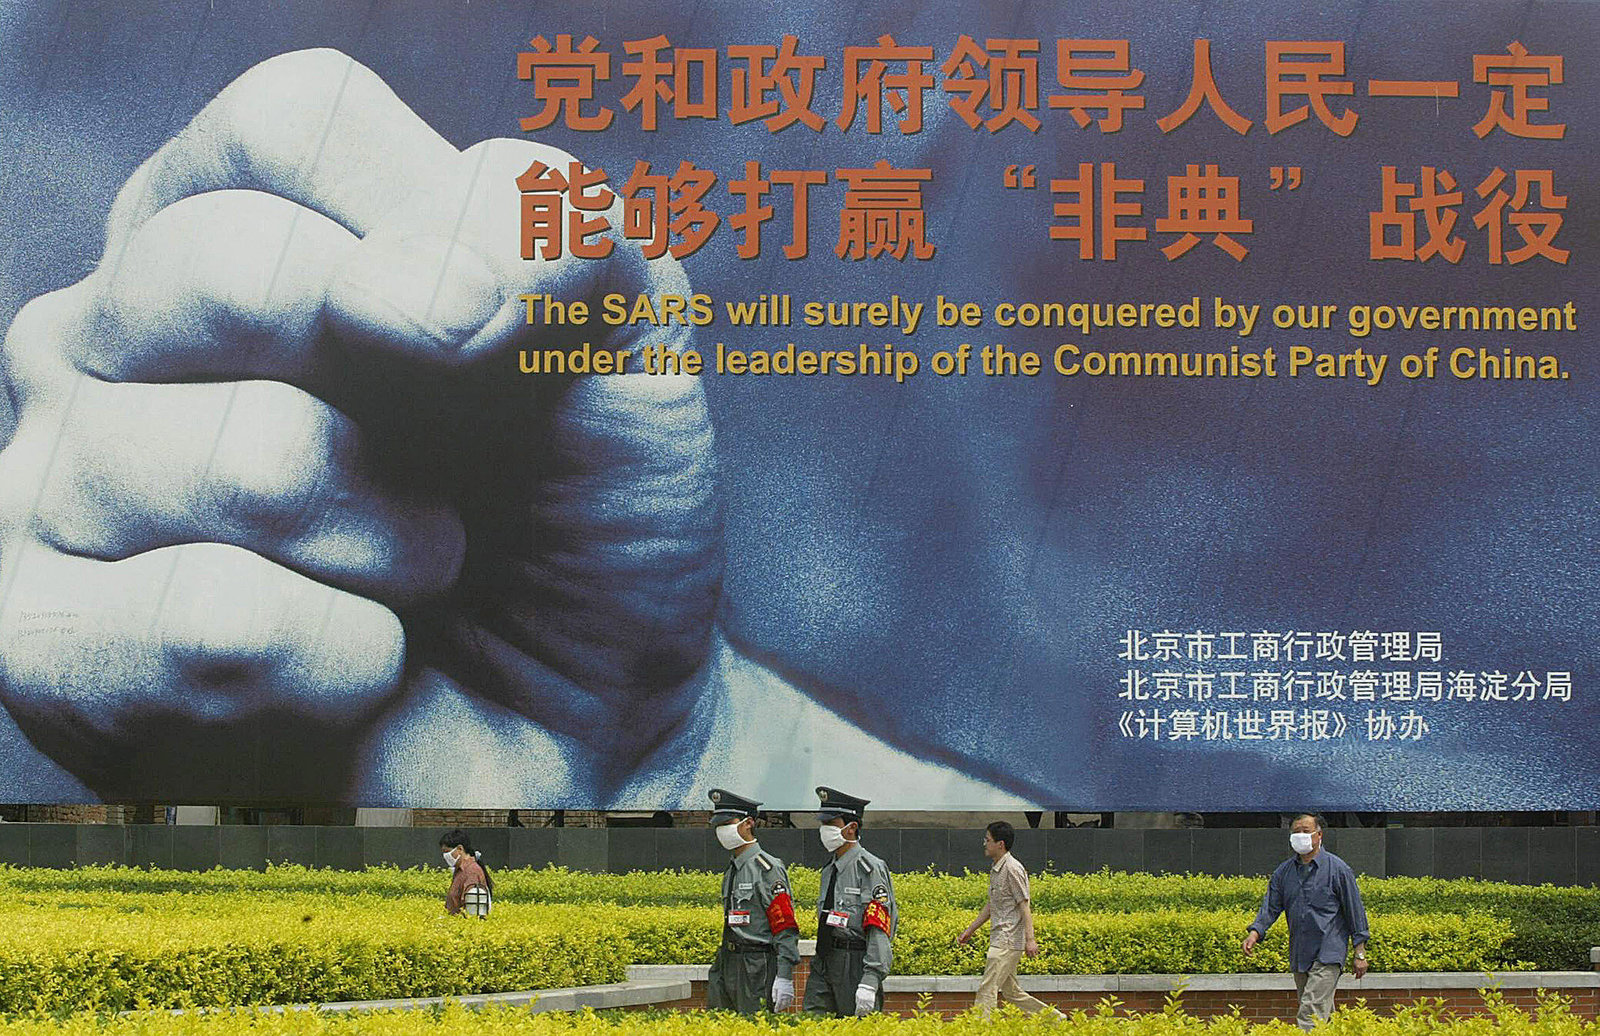 党和政府领导人民一定
能够打赢“非典”战役
The SARS will surely be conquered by our government
under the leadership of the Communist Party of China.
北京市工商行政管理局
北京市工商行政管理局海淀分局
《计算机世界报》协办